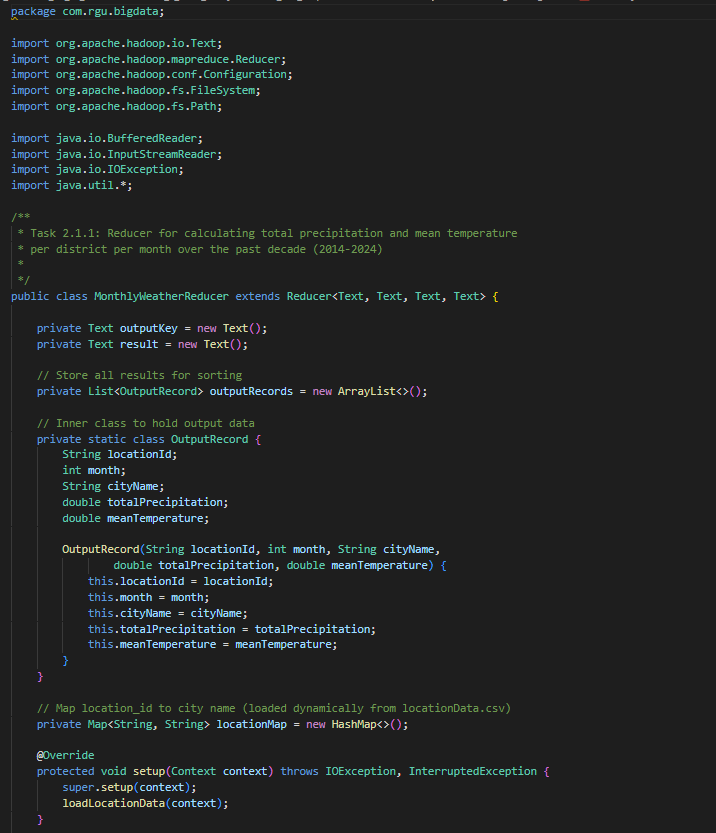 package com.rgu.bigdata;
import org.apache.hadoop.io.Text;
import org.apache.hadoop.mapreduce.Reducer;
import org.apache.hadoop.conf.Configuration;
import org.apache.hadoop.fs.FileSystem;
import org.apache.hadoop.fs.Path;
import java.io.BufferedReader;
import java.io.InputStreamReader;
import java.io.IOException;
import java.util.*;
/**
 * Task 2.1.1: Reducer for calculating total precipitation and mean temperature
 * per district per month over the past decade (2014-2024)
 *
 */
public class MonthlyWeatherReducer extends Reducer<Text, Text, Text, Text> {
    private Text outputKey = new Text();
    private Text result = new Text();
    // Store all results for sorting
    private List<OutputRecord> outputRecords = new ArrayList<>();
    // Inner class to hold output data
    private static class OutputRecord {
        String locationId;
        int month;
        String cityName;
        double totalPrecipitation;
        double meanTemperature;
        OutputRecord(String locationId, int month, String cityName,
                double totalPrecipitation, double meanTemperature) {
            this.locationId = locationId;
            this.month = month;
            this.cityName = cityName;
            this.totalPrecipitation = totalPrecipitation;
            this.meanTemperature = meanTemperature;
        }
    }
    // Map location_id to city name (loaded dynamically from locationData.csv)
    private Map<String, String> locationMap = new HashMap<>();
    @Override
    protected void setup(Context context) throws IOException, InterruptedException {
        super.setup(context);
        loadLocationData(context);
    }